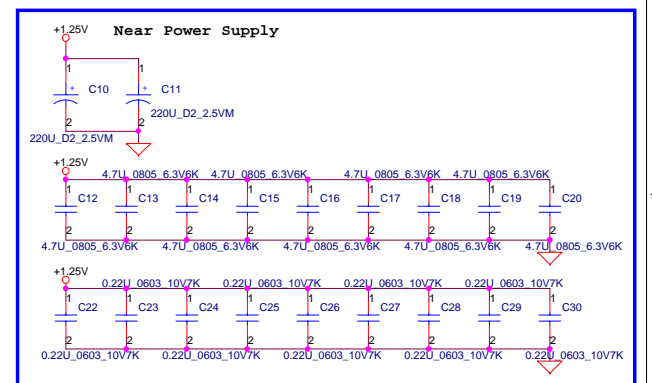 +1.25V Near Power Supply
1 1
+ C10 + C11
2 2 220U_D2_2.5VM
220U_D2_2.5VM
+1.25V
4.7U_0805_6.3V6K 4.7U_0805_6.3V6K 4.7U_0805_6.3V6K 4.7U_0805_6.3V6K
1 1 1 1 1 1 1 1 1
C12 C13 C14 C15 C16 C17 C18 C19 C20
2 2 2 2 2 2 2 2 2
4.7U_0805_6.3V6K 4.7U_0805_6.3V6K 4.7U_0805_6.3V6K 4.7U_0805_6.3V6K 4.7U_0805_6.3V6K
+1.25V
0.22U_0603_10V7K 0.22U_0603_10V7K 0.22U_0603_10V7K 0.22U_0603_10V7K
1 1 1 1 1 1 1 1 1
C22 C23 C24 C25 C26 C27 C28 C29 C30
2 2 2 2 2 2 2 2 2
0.22U_0603_10V7K 0.22U_0603_10V7K 0.22U_0603_10V7K 0.22U_0603_10V7K 0.22U_0603_10V7K